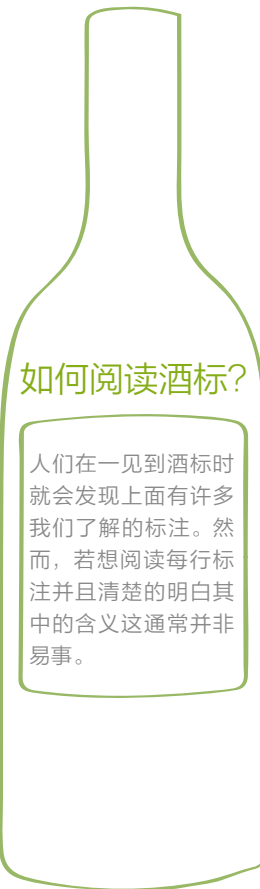 如何阅读酒标?
人们在一见到酒标时
就会发现上面有许多
我们了解的标注。然
而，若想阅读每行标
注并且清楚的明白其
中的含义这通常并非
易事。